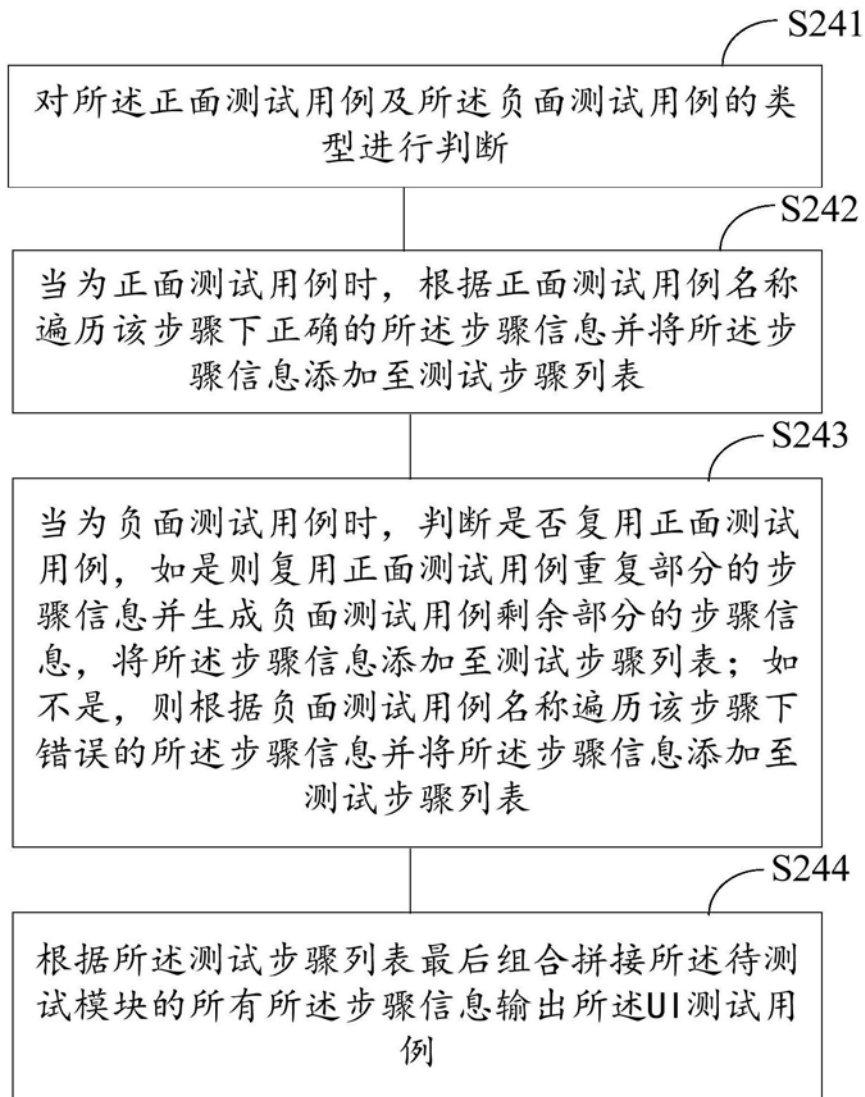 S241
对所述正面测试用例及所述负面测试用例的类
型进行判断
S242
当为正面测试用例时，根据正面测试用例名称
遍历该步骤下正确的所述步骤信息并将所述步
骤信息添加至测试步骤列表
S243
当为负面测试用例时，判断是否复用正面测试
用例，如是则复用正面测试用例重复部分的步
骤信息并生成负面测试用例剩余部分的步骤信
息，将所述步骤信息添加至测试步骤列表；如
不是，则根据负面测试用例名称遍历该步骤下
错误的所述步骤信息并将所述步骤信息添加至
测试步骤列表
S244
根据所述测试步骤列表最后组合拼接所述待测
试模块的所有所述步骤信息输出所述UI测试用
例